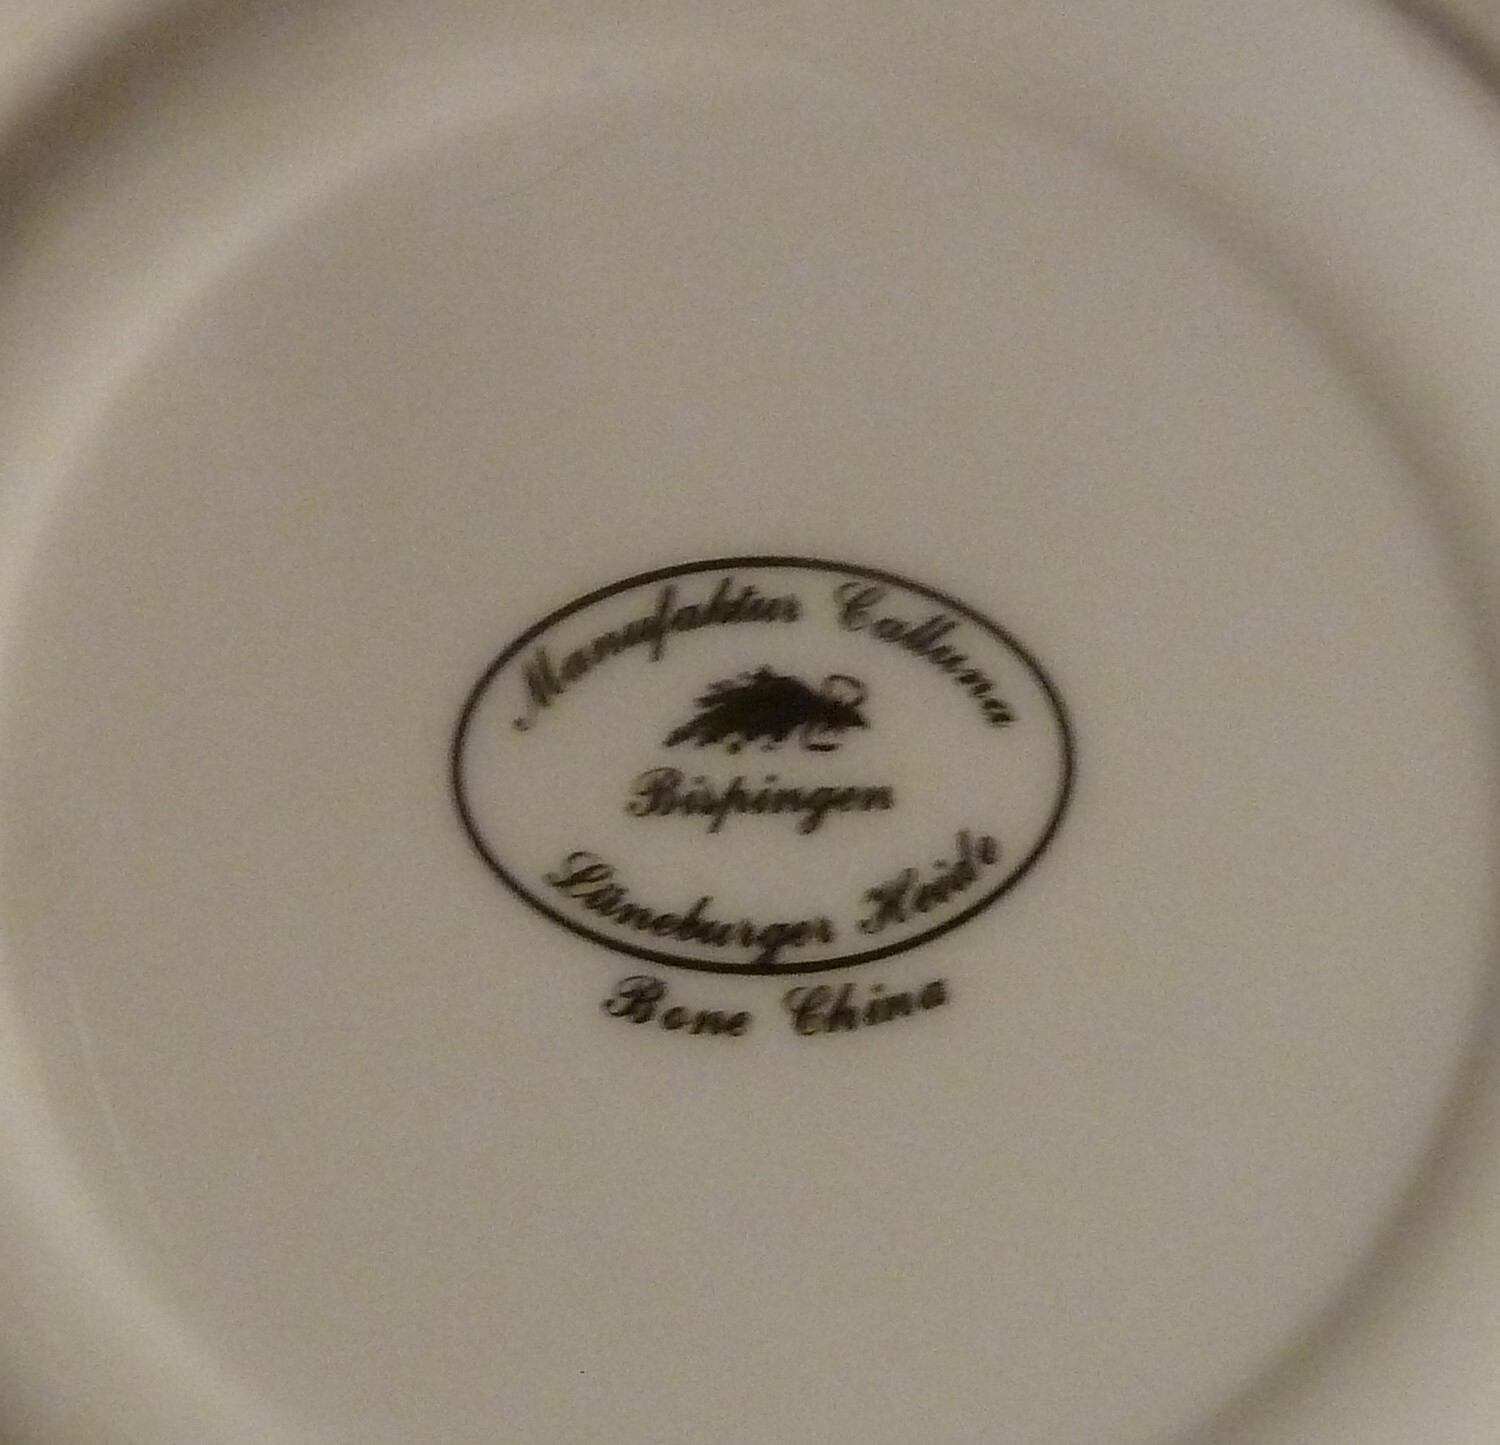 Manufaktur Calluna
Bispingen
Lüneburger Heide
Bone China